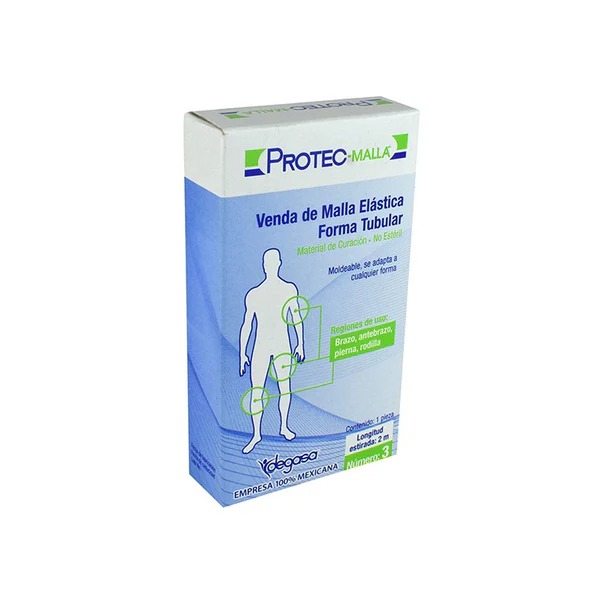 PROTEC-MALLA
Venda de Malla Elástica
Forma Tubular
Material de Curación - No Estéril
Moldeable, se adapta a
cualquier forma
Regiones de uso:
Brazo, antebrazo,
pierna, rodilla
Contenido: 1 pieza
Longitud
estirada: 2 m
Número: 3
degasa
EMPRESA 100% MEXICANA